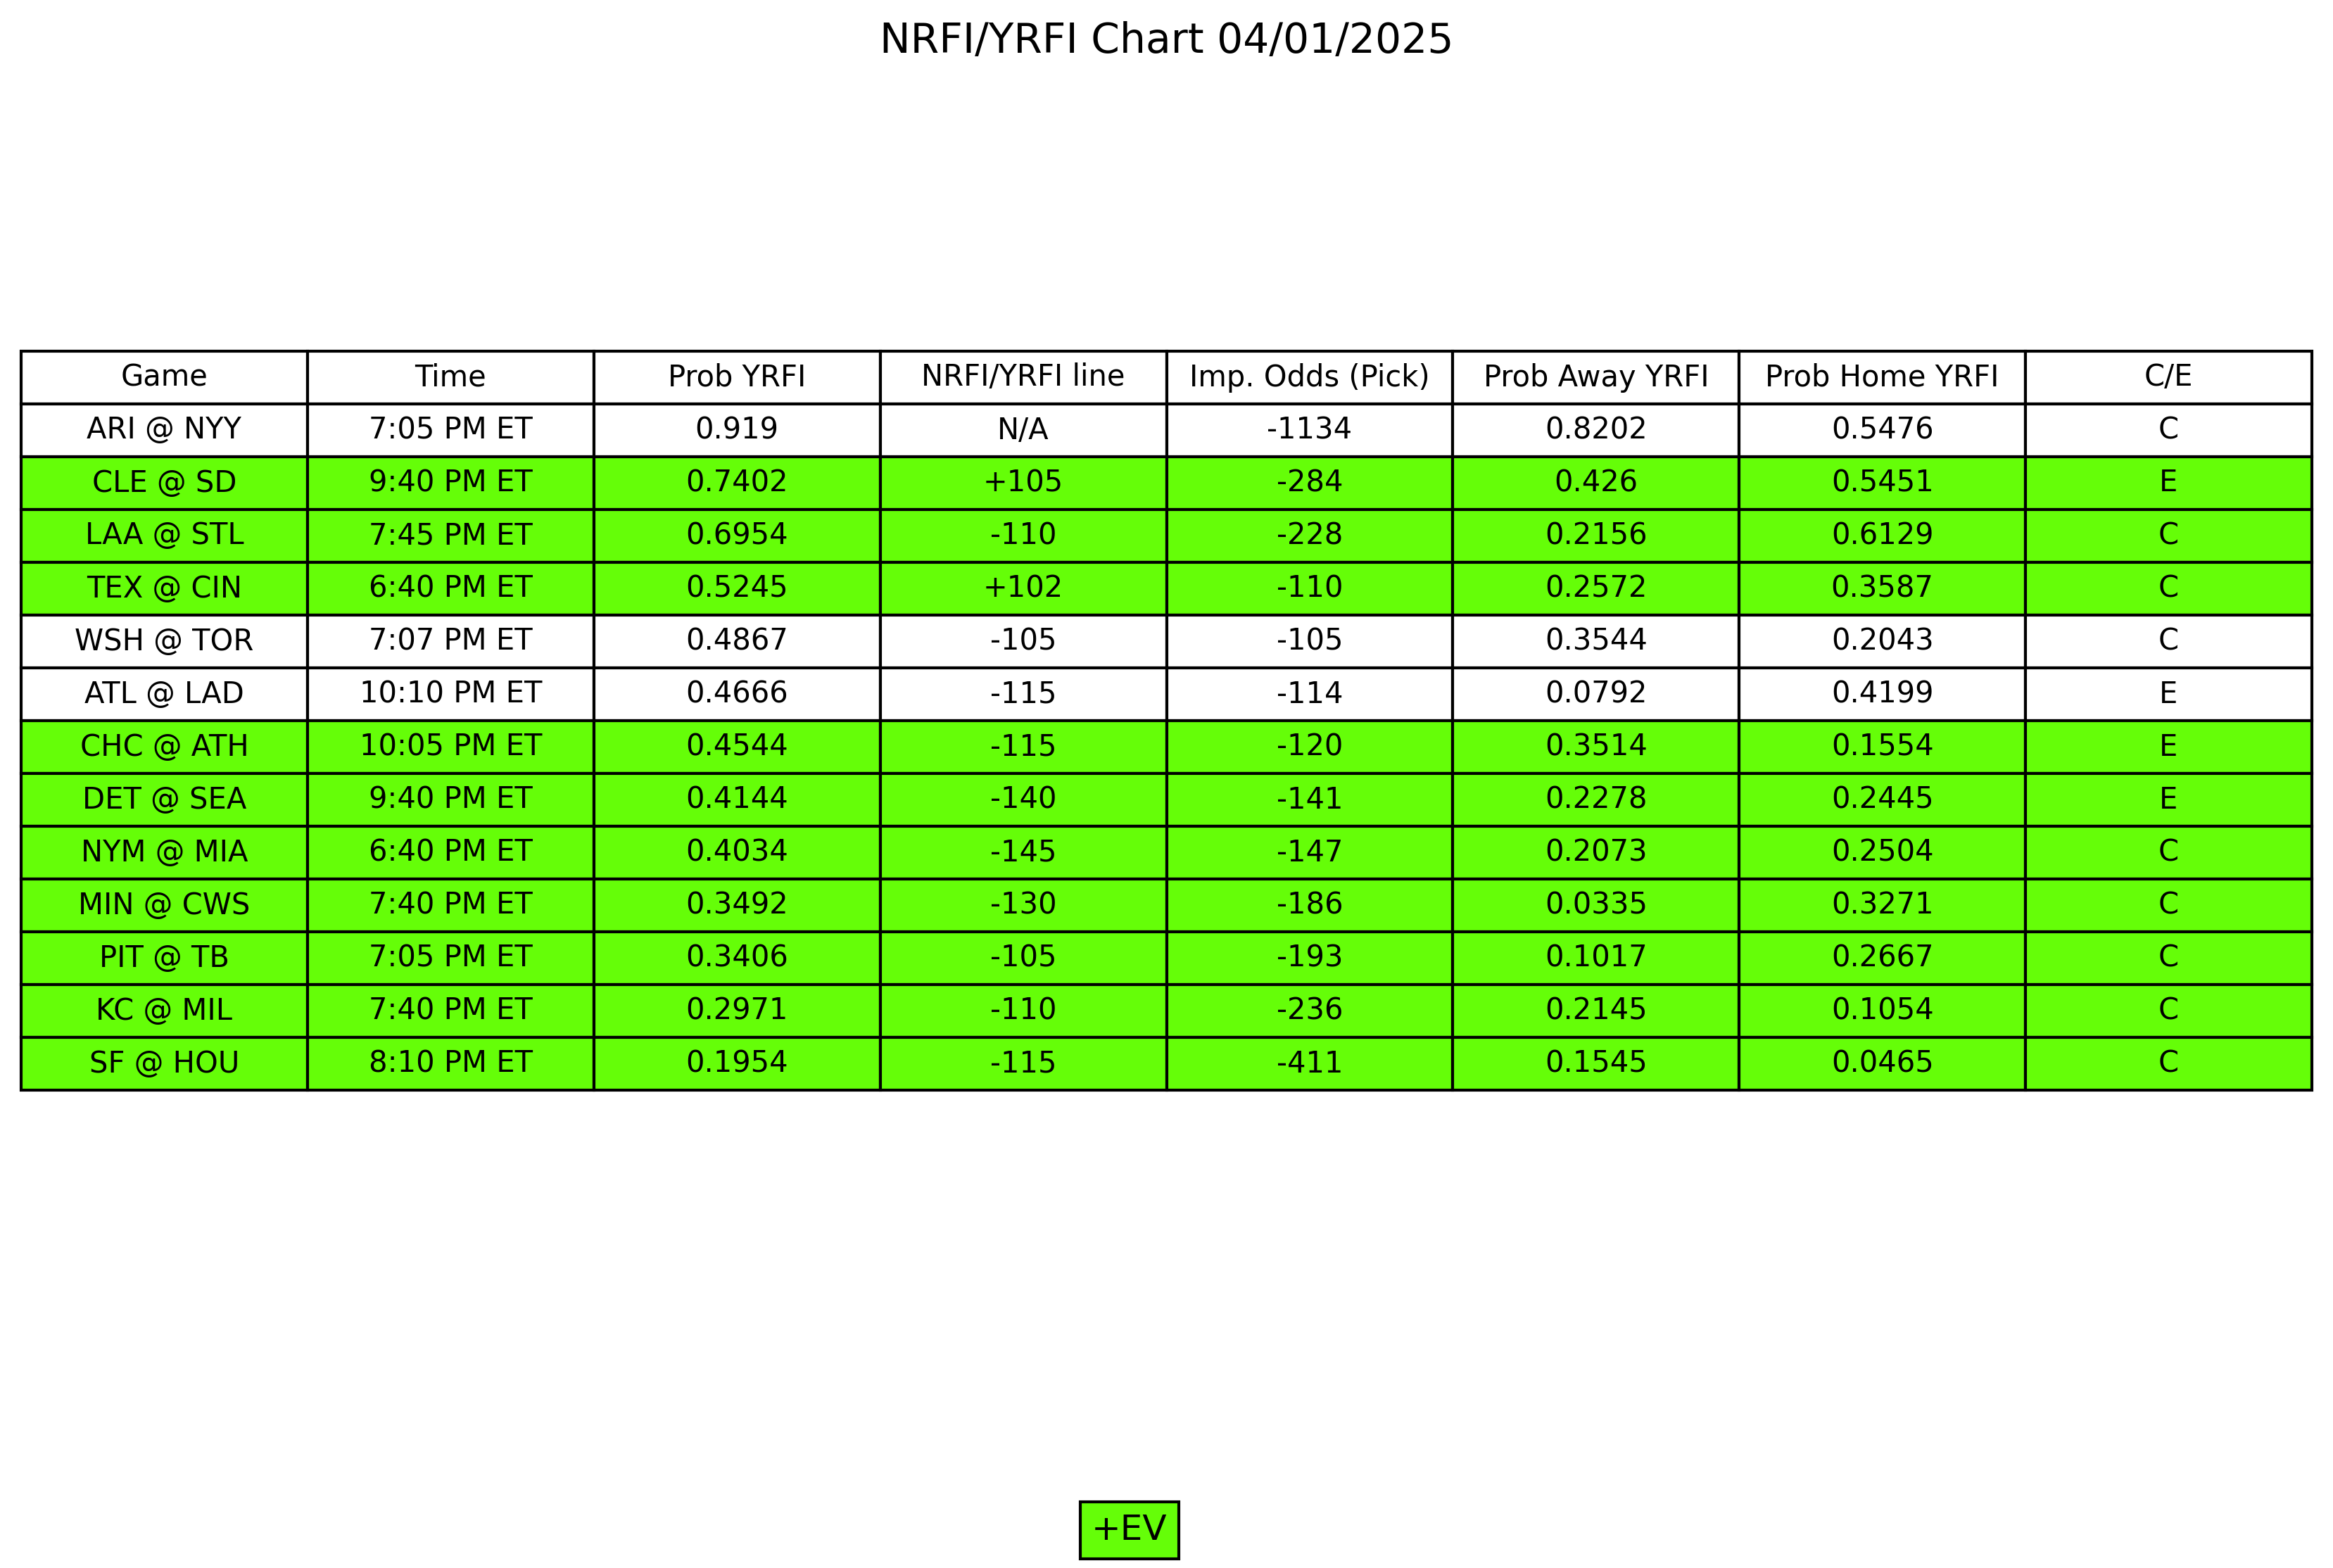 NRFI/YRFI Chart 04/01/2025
Game Time Prob YRFI NRFI/YRFI line Imp. Odds (Pick) Prob Away YRFI Prob Home YRFI C/E
ARI @ NYY 7:05 PM ET 0.919 N/A -1134 0.8202 0.5476 C
CLE @ SD 9:40 PM ET 0.7402 +105 -284 0.426 0.5451 E
LAA @ STL 7:45 PM ET 0.6954 -110 -228 0.2156 0.6129 C
TEX @ CIN 6:40 PM ET 0.5245 +102 -110 0.2572 0.3587 C
WSH @ TOR 7:07 PM ET 0.4867 -105 -105 0.3544 0.2043 C
ATL @ LAD 10:10 PM ET 0.4666 -115 -114 0.0792 0.4199 E
CHC @ ATH 10:05 PM ET 0.4544 -115 -120 0.3514 0.1554 E
DET @ SEA 9:40 PM ET 0.4144 -140 -141 0.2278 0.2445 E
NYM @ MIA 6:40 PM ET 0.4034 -145 -147 0.2073 0.2504 C
MIN @ CWS 7:40 PM ET 0.3492 -130 -186 0.0335 0.3271 C
PIT @ TB 7:05 PM ET 0.3406 -105 -193 0.1017 0.2667 C
KC @ MIL 7:40 PM ET 0.2971 -110 -236 0.2145 0.1054 C
SF @ HOU 8:10 PM ET 0.1954 -115 -411 0.1545 0.0465 C
+EV